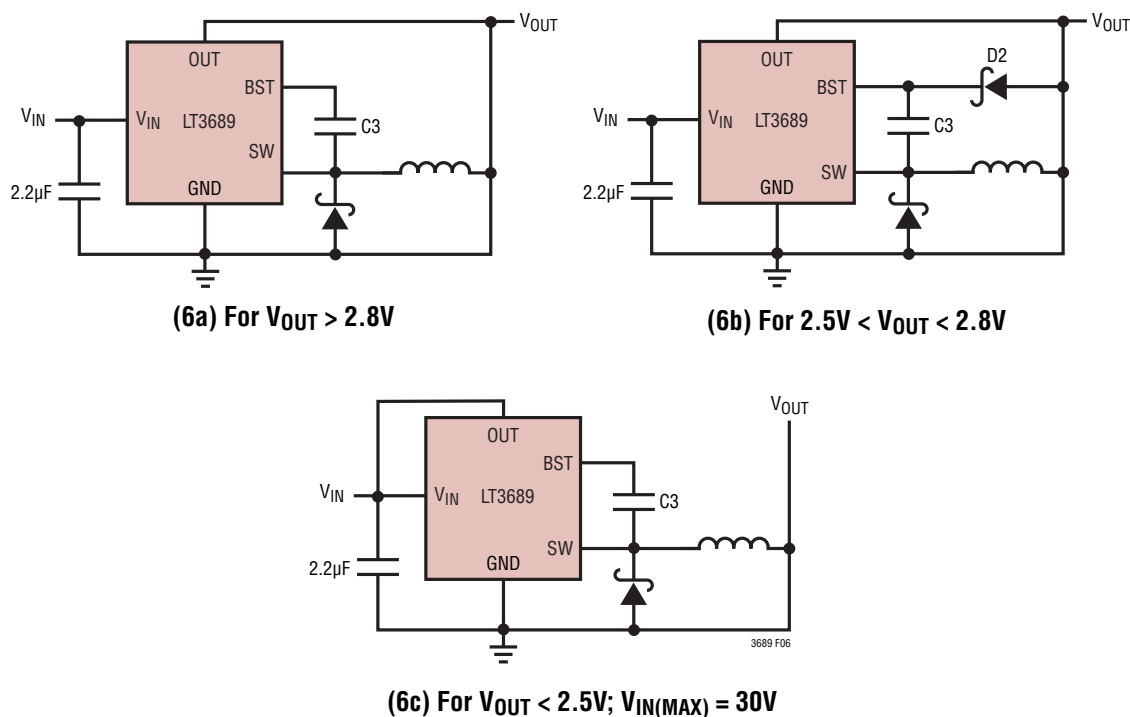 VOUT
OUT
BST
VIN
VIN
LT3689
C3
SW
2.2µF
GND
(6a) For VOUT > 2.8V
VOUT
OUT
D2
BST
VIN
VIN
LT3689
C3
SW
2.2µF
GND
(6b) For 2.5V < VOUT < 2.8V
VOUT
OUT
BST
VIN
VIN
LT3689
C3
SW
2.2µF
GND
3689 F06
(6c) For VOUT < 2.5V; VIN(MAX) = 30V